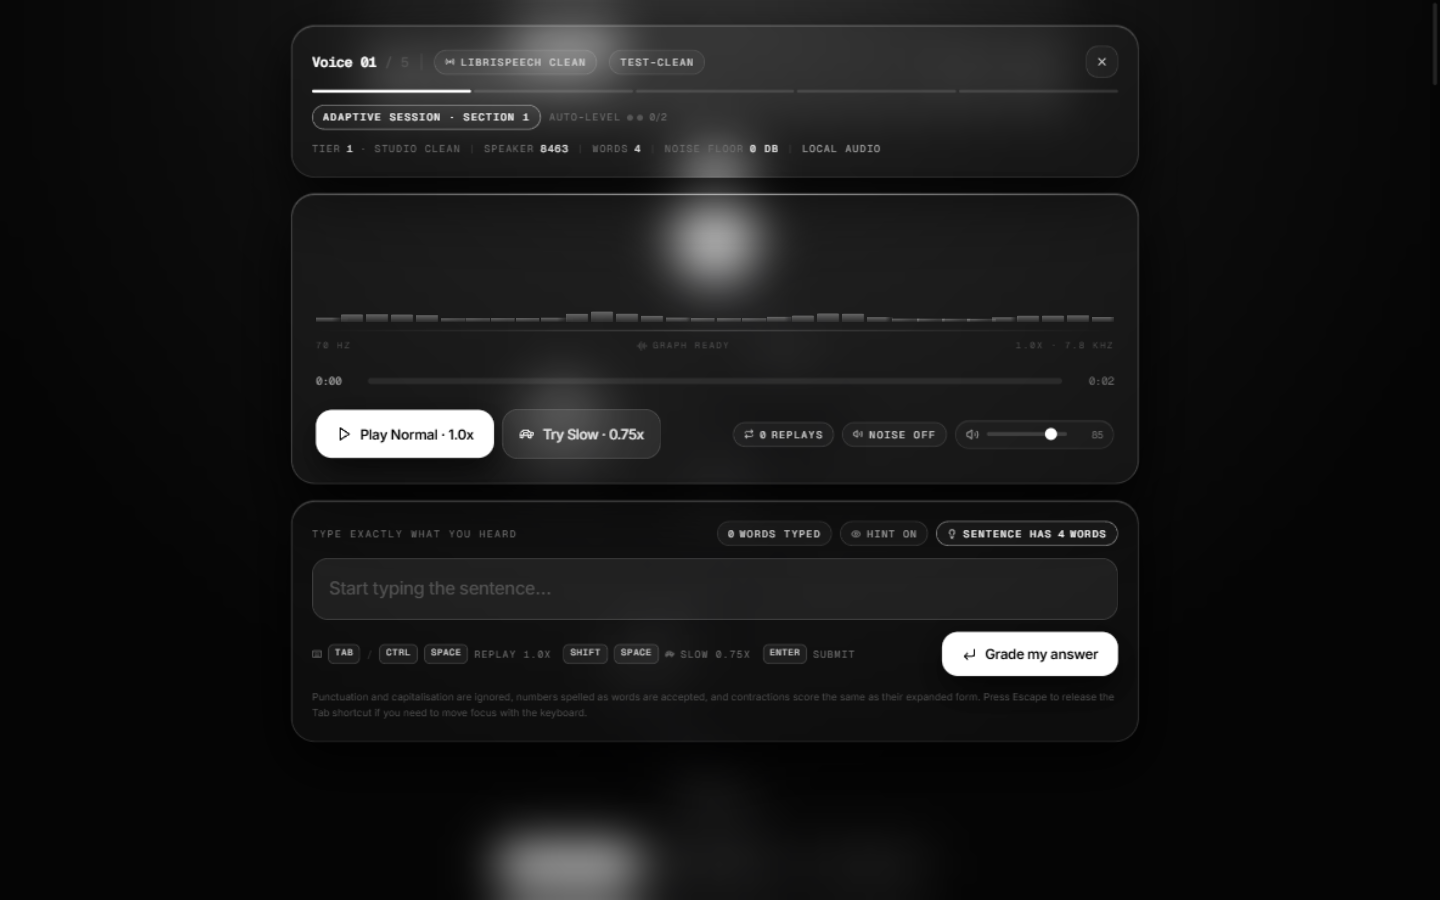 Voice 01 / 5 | LIBRISPEECH CLEAN TEST-CLEAN
ADAPTIVE SESSION · SECTION 1 AUTO-LEVEL 0/2
TIER 1 · STUDIO CLEAN | SPEAKER 8463 | WORDS 4 | NOISE FLOOR 0 DB | LOCAL AUDIO
70 HZ GRAPH READY 1.0X · 7.8 KHZ
0:00 0:02
Play Normal · 1.0x Try Slow · 0.75x 0 REPLAYS NOISE OFF 85
TYPE EXACTLY WHAT YOU HEARD 0 WORDS TYPED HINT ON SENTENCE HAS 4 WORDS
Start typing the sentence...
TAB / CTRL SPACE REPLAY 1.0X SHIFT SPACE SLOW 0.75X ENTER SUBMIT Grade my answer
Punctuation and capitalisation are ignored, numbers spelled as words are accepted, and contractions score the same as their expanded form. Press Escape to release the
Tab shortcut if you need to move focus with the keyboard.